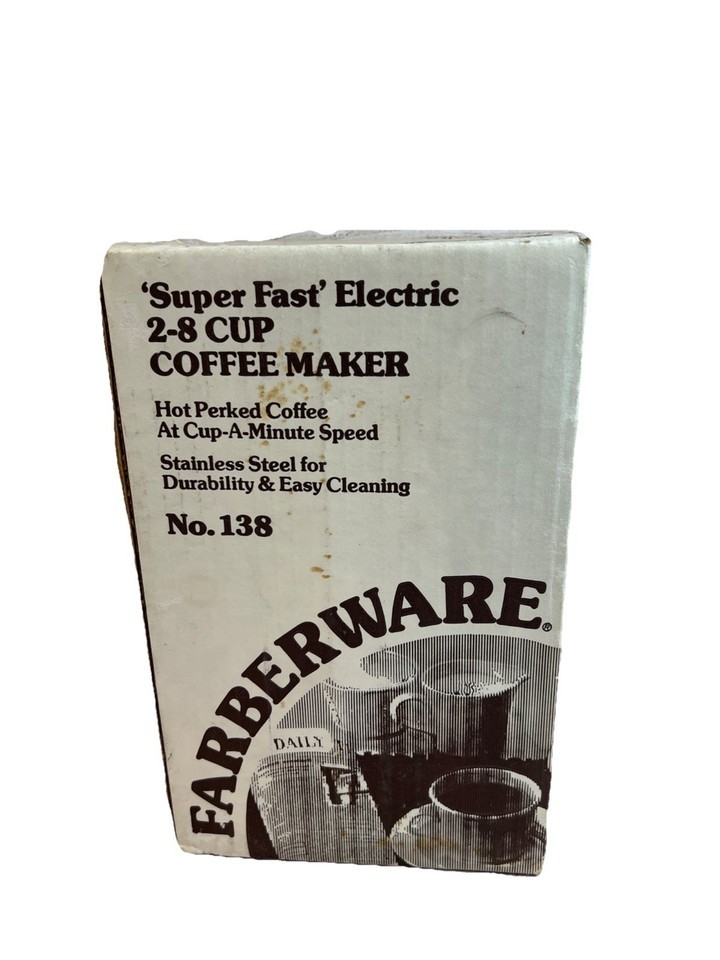 ‘Super Fast’ Electric
2-8 CUP
COFFEE MAKER
Hot Perked Coffee
At Cup-A-Minute Speed
Stainless Steel for
Durability & Easy Cleaning
No. 138
FARBERWARE®
DAILY